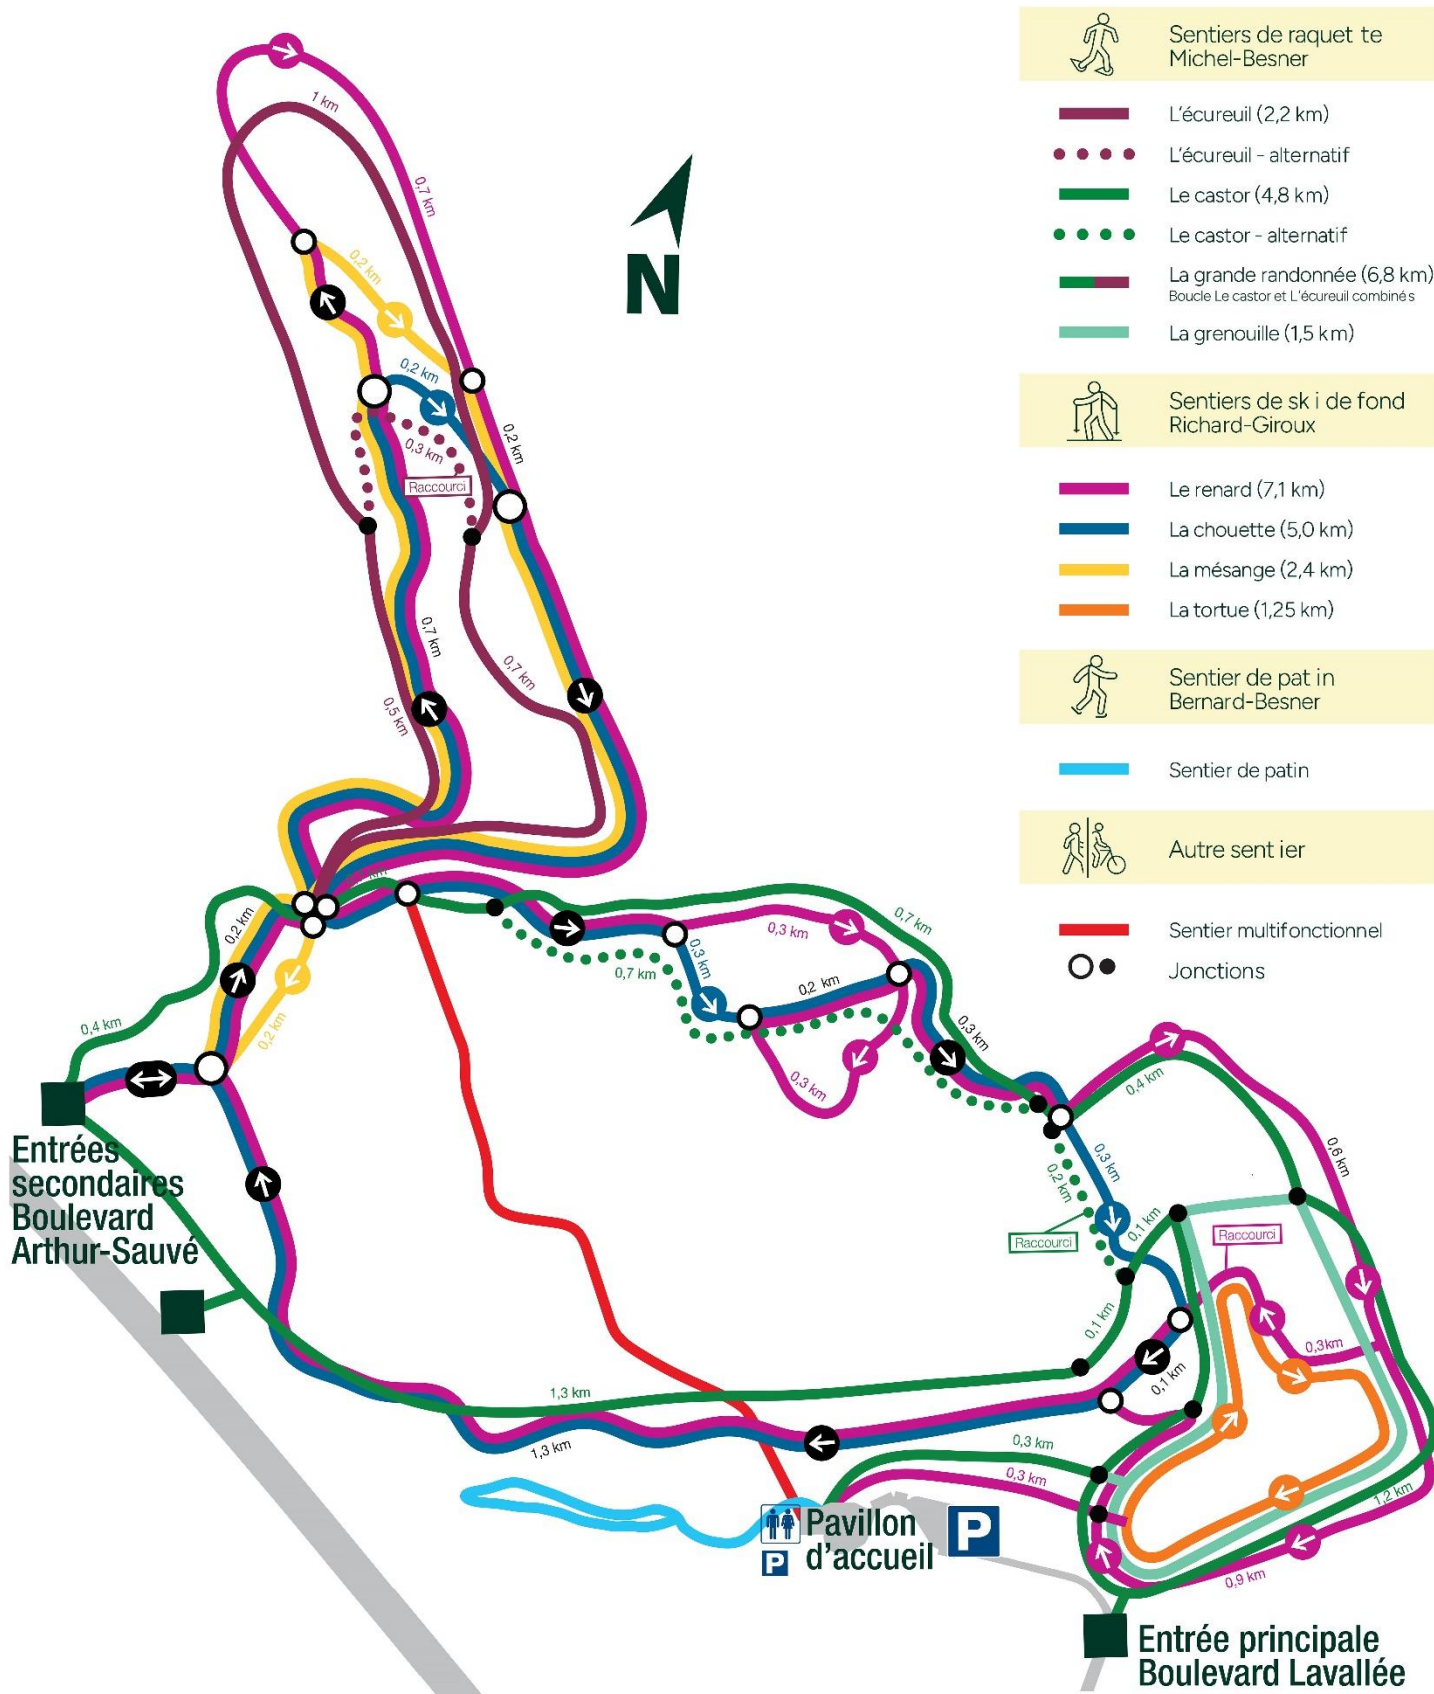 Sentiers de raquet te
Michel-Besner
L'écureuil (2,2 km)
L'écureuil - alternatif
Le castor (4,8 km)
Le castor - alternatif
La grande randonnée (6,8 km)
Boucle Le castor et L'écureuil combinés
La grenouille (1,5 km)
Sentiers de sk i de fond
Richard-Giroux
Le renard (7,1 km)
La chouette (5,0 km)
La mésange (2,4 km)
La tortue (1,25 km)
Sentier de pat in
Bernard-Besner
Sentier de patin
Autre sent ier
Sentier multifonctionnel
Jonctions
N
1 km
0,7 km
0,2 km
0,2 km
0,2 km
0,3 km
Raccourci
0,7 km
0,7 km
0,5 km
0,2 km
0,2 km
0,4 km
0,3 km
0,7 km
0,3 km
0,7 km
0,2 km
0,3 km
0,3 km
0,4 km
0,6 km
0,3 km
0,2 km
0,1 km
Raccourci
Raccourci
0,1 km
0,3km
0,1 km
1,3 km
1,3 km
0,3 km
0,3 km
1,2 km
0,9 km
Entrées
secondaires
Boulevard
Arthur-Sauvé
Pavillon
d'accueil
P
P
Entrée principale
Boulevard Lavallée